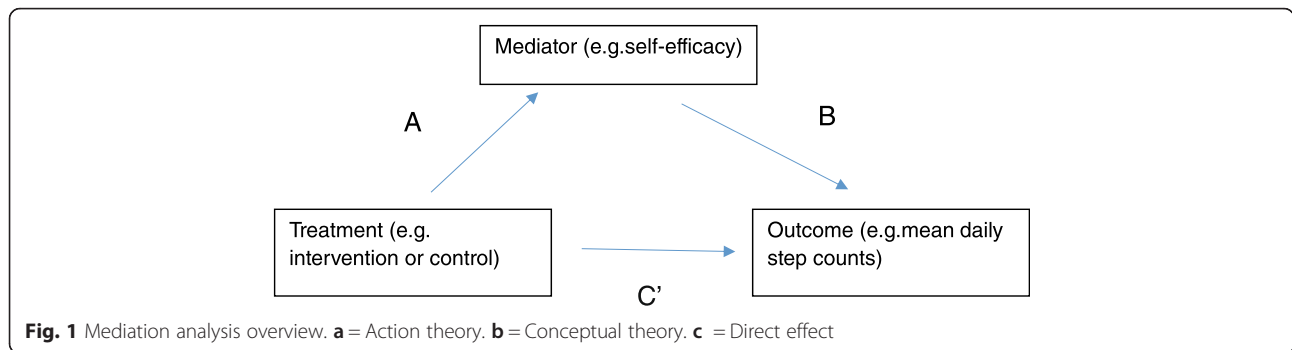 Mediator (e.g.self-efficacy)
A
B
Treatment (e.g.
intervention or control)
Outcome (e.g.mean daily
step counts)
C'
Fig. 1 Mediation analysis overview. a = Action theory. b = Conceptual theory. c = Direct effect